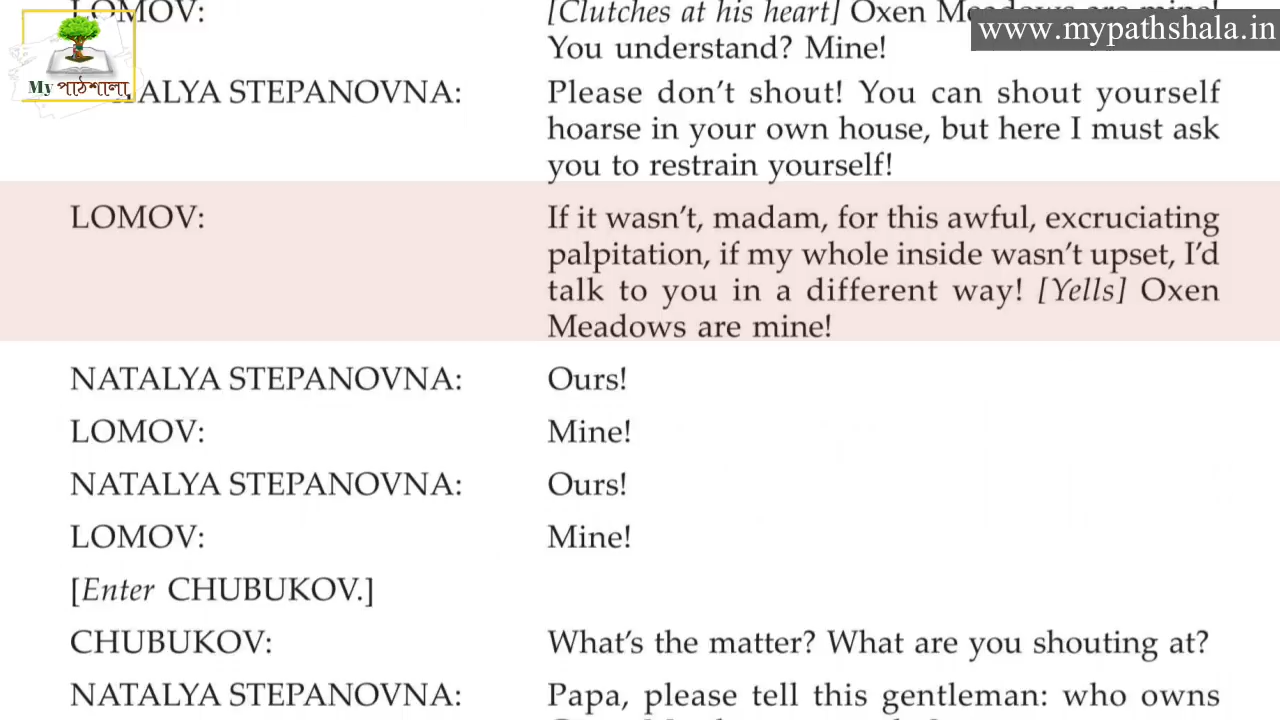 LOMOV: [Clutches at his heart] Oxen Meadows are mine!
www.mypathshala.in
You understand? Mine!
My পাঠশালা
NATALYA STEPANOVNA: Please don't shout! You can shout yourself
hoarse in your own house, but here I must ask
you to restrain yourself!
LOMOV: If it wasn't, madam, for this awful, excruciating
palpitation, if my whole inside wasn't upset, I'd
talk to you in a different way! [Yells] Oxen
Meadows are mine!
NATALYA STEPANOVNA: Ours!
LOMOV: Mine!
NATALYA STEPANOVNA: Ours!
LOMOV: Mine!
[Enter CHUBUKOV.]
CHUBUKOV: What's the matter? What are you shouting at?
NATALYA STEPANOVNA: Papa, please tell this gentleman: who owns